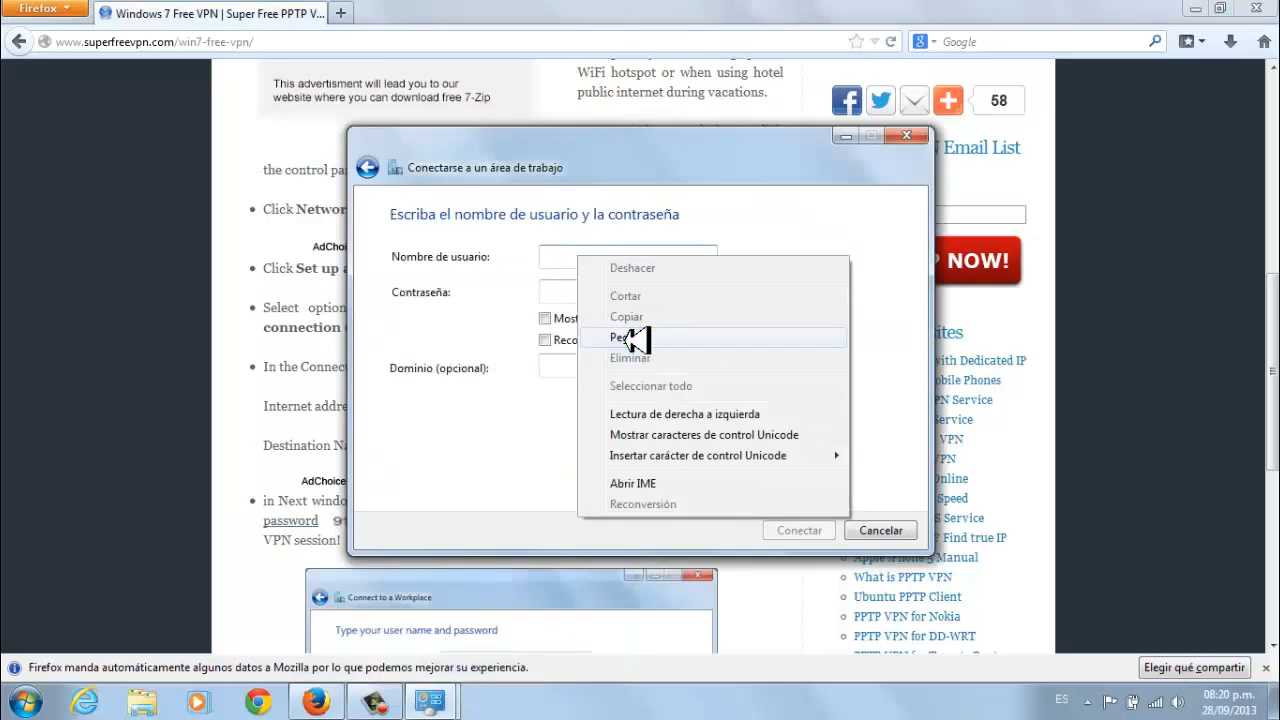 Firefox
Windows 7 Free VPN | Super Free PPTP V...
www.superfreevpn.com/win7-free-vpn/
Google
This advertisment will lead you to our
website where you can download free 7-Zip
WiFi hotspot or when using hotel
public internet during vacations.
58
Email List
NOW!
the control
Click Networ
AdChoi
Click Set up
Select option
connection
In the Connec
Internet addre
Destination Na
AdChoice
in Next windo
password
VPN session!
Conectarse a un área de trabajo
Escriba el nombre de usuario y la contraseña
Nombre de usuario:
Contraseña:
Most
Reco
Dominio (opcional):
Deshacer
Cortar
Copiar
Pe
Eliminar
Seleccionar todo
Lectura de derecha a izquierda
Mostrar caracteres de control Unicode
Insertar carácter de control Unicode
Abrir IME
Reconversión
Conectar
Cancelar
ites
with Dedicated IP
obile Phones
PN Service
Service
VPN
VPN
Online
Speed
S Service
Find true IP
Apple iPhone 5 Manual
What is PPTP VPN
Ubuntu PPTP Client
PPTP VPN for Nokia
PPTP VPN for DD-WRT
Connect to a Workplace
Type your user name and password
Firefox manda automáticamente algunos datos a Mozilla por lo que podemos mejorar su experiencia.
Elegir qué compartir
ES
08:20 p.m.
28/09/2013